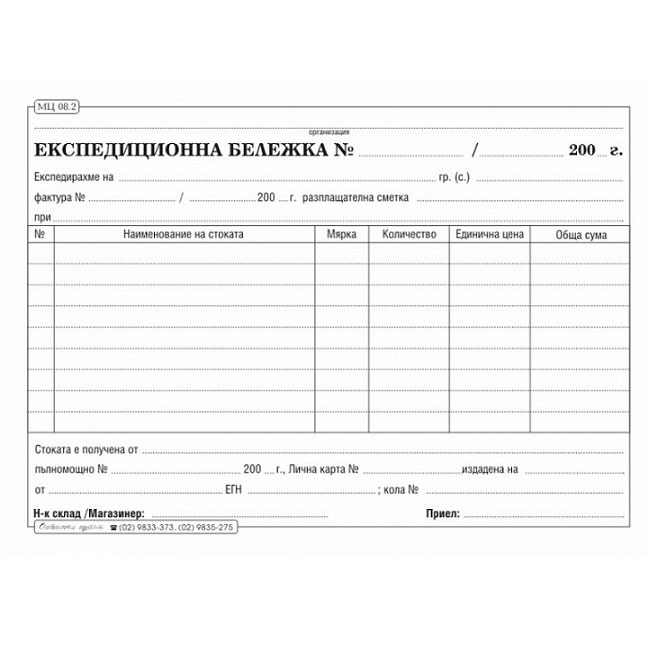 МЦ 08.2
организация
ЕКСПЕДИЦИОННА БЕЛЕЖКА № / 200 г.
Експедирахме на гр. (с.)
фактура № / 200 г. разплащателна сметка
при
№ Наименование на стоката Мярка Количество Единична цена Обща сума
Стоката е получена от
пълномощно № 200 г., Лична карта № издадена на
от ЕГН ; кола №
Н-к склад /Магазинер: Приел:
☎ (02) 9833-373, (02) 9835-275